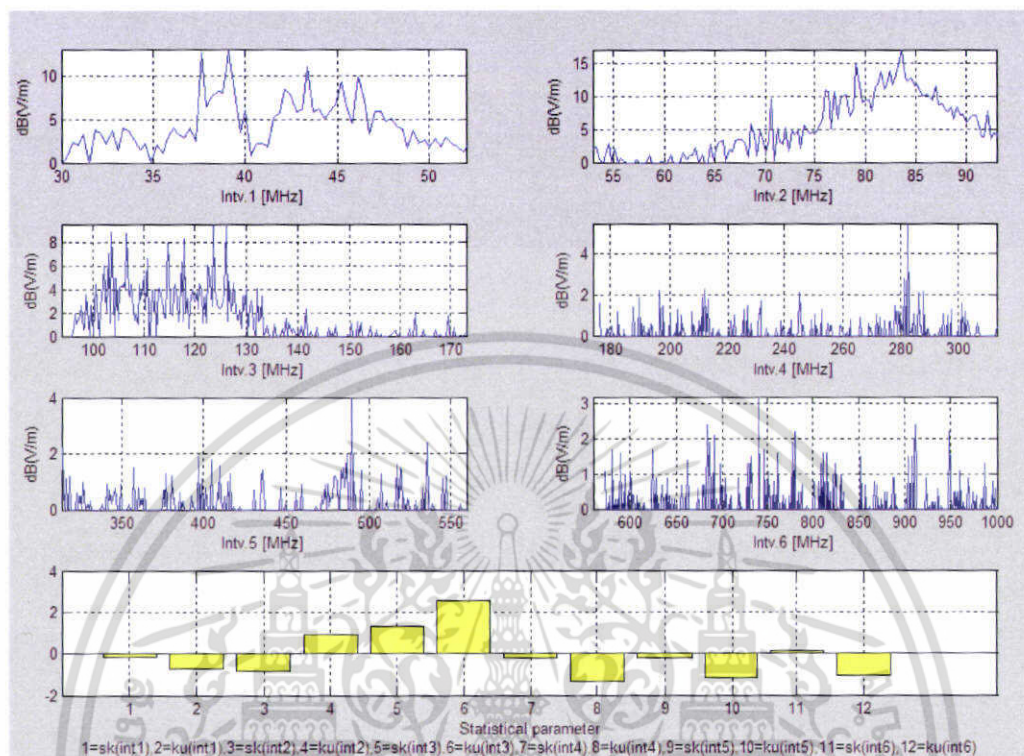 dB(V/m)
10
5
0
30 35 40 45 50
Intv.1 [MHz]
dB(V/m)
15
10
5
0
55 60 65 70 75 80 85 90
Intv.2 [MHz]
dB(V/m)
8
6
4
2
0
100 110 120 130 140 150 160 170
Intv.3 [MHz]
dB(V/m)
4
2
0
180 200 220 240 260 280 300
Intv.4 [MHz]
dB(V/m)
4
2
0
350 400 450 500 550
Intv.5 [MHz]
dB(V/m)
3
2
1
0
600 650 700 750 800 850 900 950 1000
Intv.6 [MHz]
4
2
0
-2
1 2 3 4 5 6 7 8 9 10 11 12
Statistical parameter
1=sk(int1),2=ku(int1),3=sk(int2),4=ku(int2),5=sk(int3),6=ku(int3),7=sk(int4),8=ku(int4),9=sk(int5),10=ku(int5),11=sk(int6),12=ku(int6)